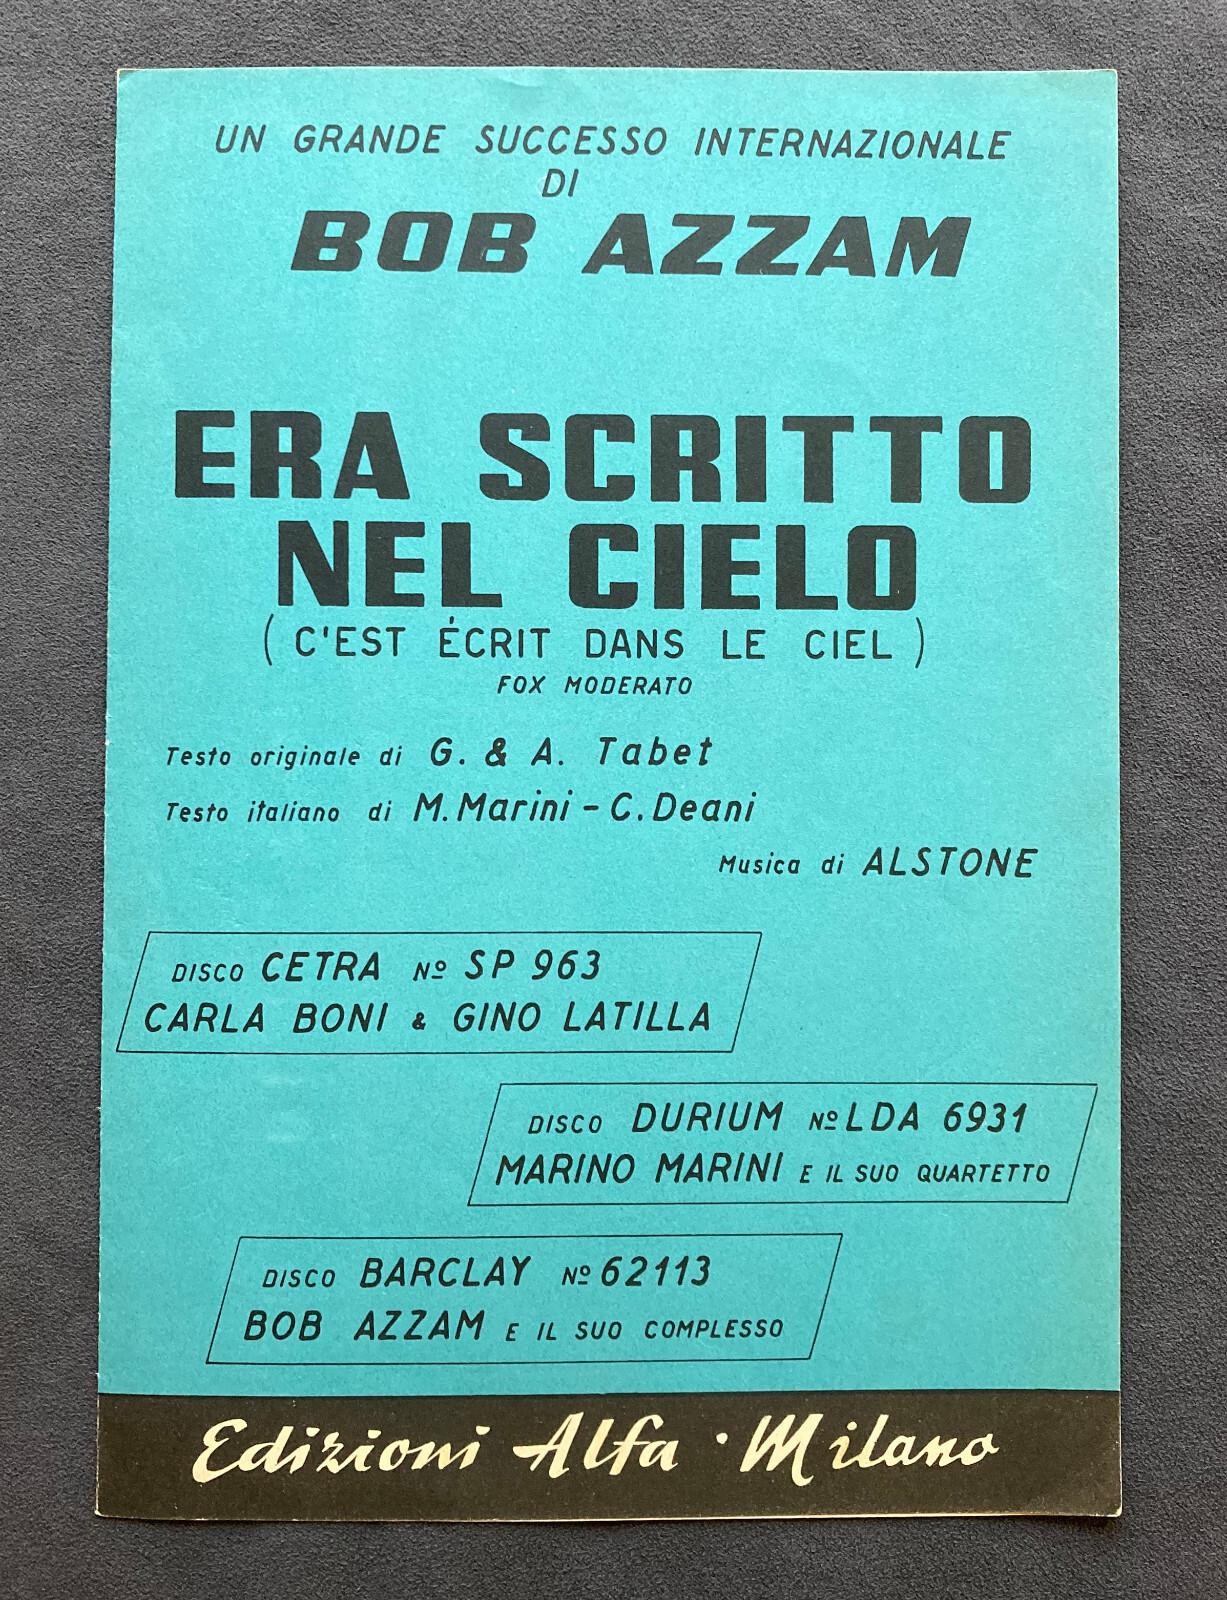 UN GRANDE SUCCESSO INTERNAZIONALE
DI
BOB AZZAM
ERA SCRITTO
NEL CIELO
( C'EST ÉCRIT DANS LE CIEL )
FOX MODERATO
Testo originale di G. & A. Tabet
Testo italiano di M. Marini - C. Deani
Musica di ALSTONE
DISCO CETRA Nº SP 963
CARLA BONI & GINO LATILLA
DISCO DURIUM Nº LDA 6931
MARINO MARINI E IL SUO QUARTETTO
DISCO BARCLAY Nº 62113
BOB AZZAM E IL SUO COMPLESSO
Edizioni Alfa · Milano